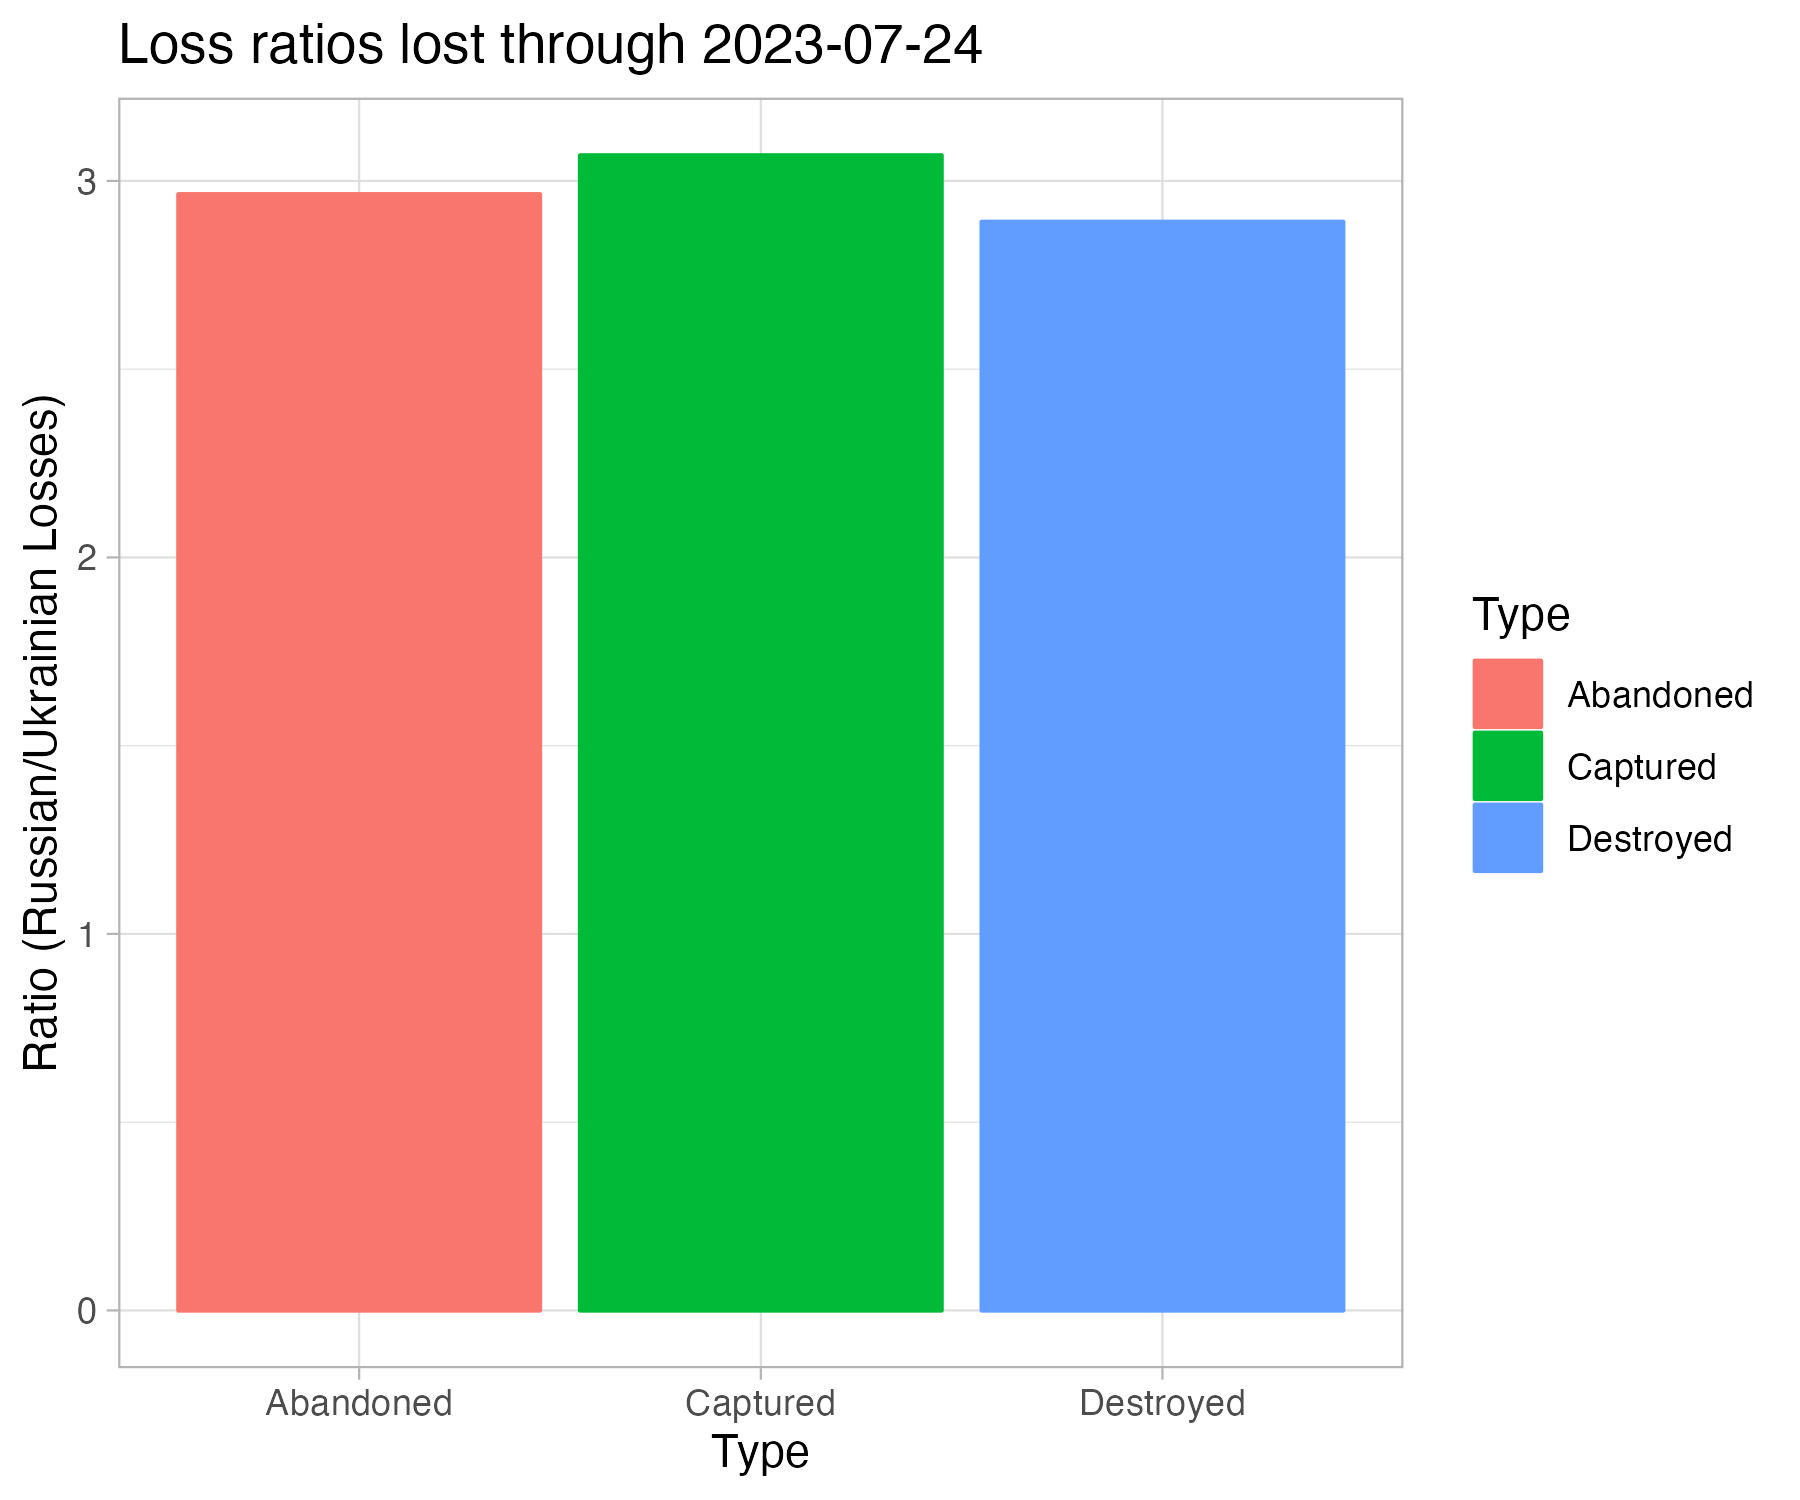 Loss ratios lost through 2023-07-24
Ratio (Russian/Ukrainian Losses)
3
2
1
0
Abandoned
Captured
Destroyed
Type
Type
Abandoned
Captured
Destroyed